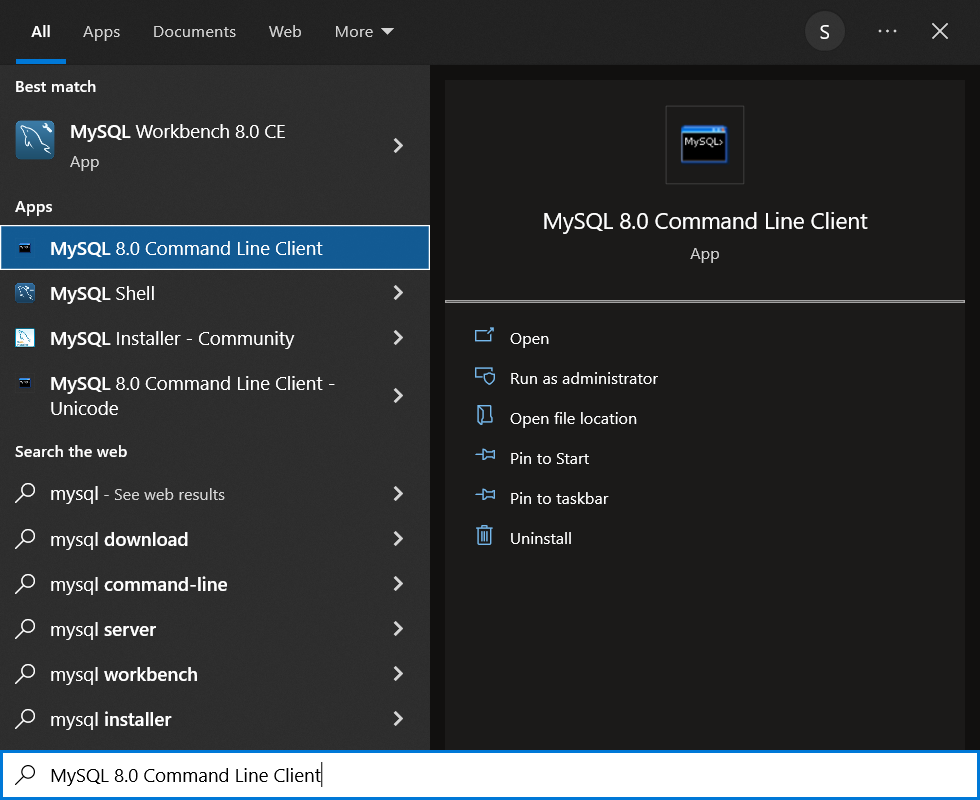 All Apps Documents Web More S
Best match
MySQL Workbench 8.0 CE
App
Apps
MySQL 8.0 Command Line Client
MySQL Shell
MySQL Installer - Community
MySQL 8.0 Command Line Client -
Unicode
Search the web
mysql - See web results
mysql download
mysql command-line
mysql server
mysql workbench
mysql installer
MySQL>
MySQL 8.0 Command Line Client
App
Open
Run as administrator
Open file location
Pin to Start
Pin to taskbar
Uninstall
MySQL 8.0 Command Line Client